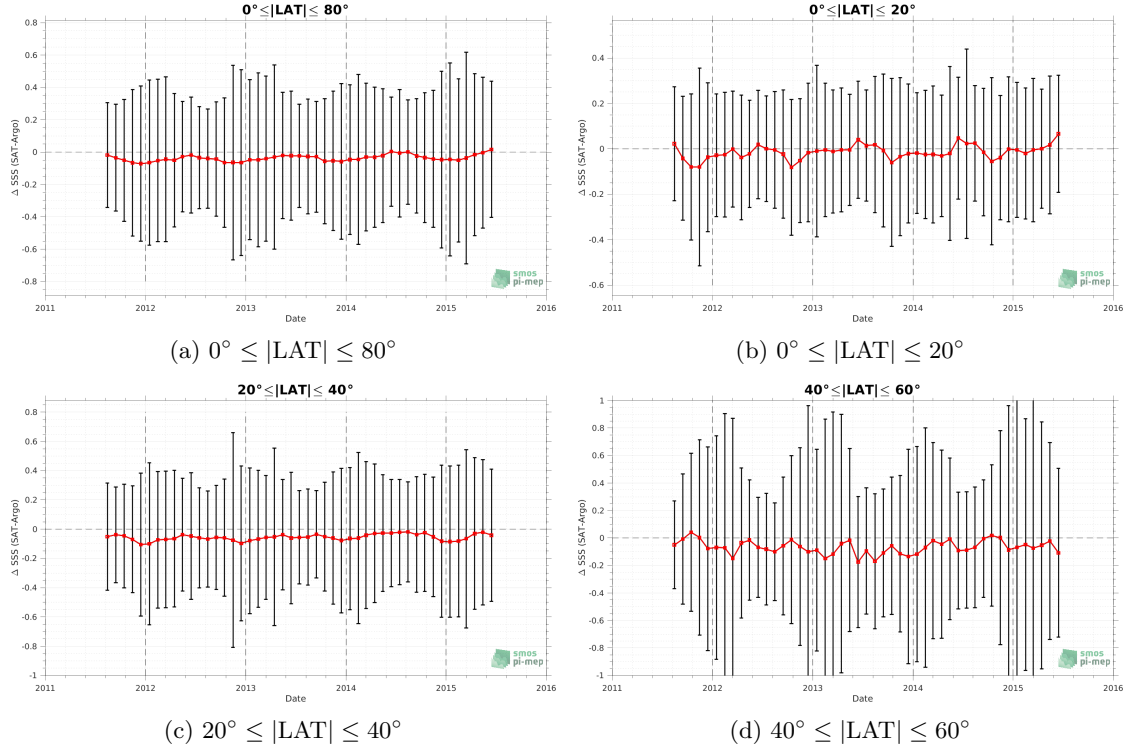 0°≤|LAT|≤ 80°
0.8
0.6
0.4
0.2
0
-0.2
-0.4
-0.6
-0.8
Δ SSS (SAT-Argo)
2011 2012 2013 2014 2015 2016
Date
smos
pi-mep
(a) 0° ≤ |LAT| ≤ 80°
0°≤|LAT|≤ 20°
0.4
0.2
0
-0.2
-0.4
-0.6
Δ SSS (SAT-Argo)
2011 2012 2013 2014 2015 2016
Date
smos
pi-mep
(b) 0° ≤ |LAT| ≤ 20°
20°≤|LAT|≤ 40°
0.8
0.6
0.4
0.2
0
-0.2
-0.4
-0.6
-0.8
-1
Δ SSS (SAT-Argo)
2011 2012 2013 2014 2015 2016
Date
smos
pi-mep
(c) 20° ≤ |LAT| ≤ 40°
40°≤|LAT|≤ 60°
1
0.8
0.6
0.4
0.2
0
-0.2
-0.4
-0.6
-0.8
-1
Δ SSS (SAT-Argo)
2011 2012 2013 2014 2015 2016
Date
smos
pi-mep
(d) 40° ≤ |LAT| ≤ 60°